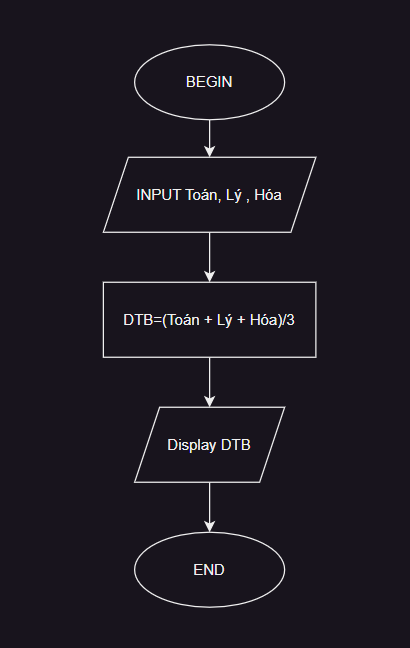 BEGIN
INPUT Toán, Lý , Hóa
DTB=(Toán + Lý + Hóa)/3
Display DTB
END